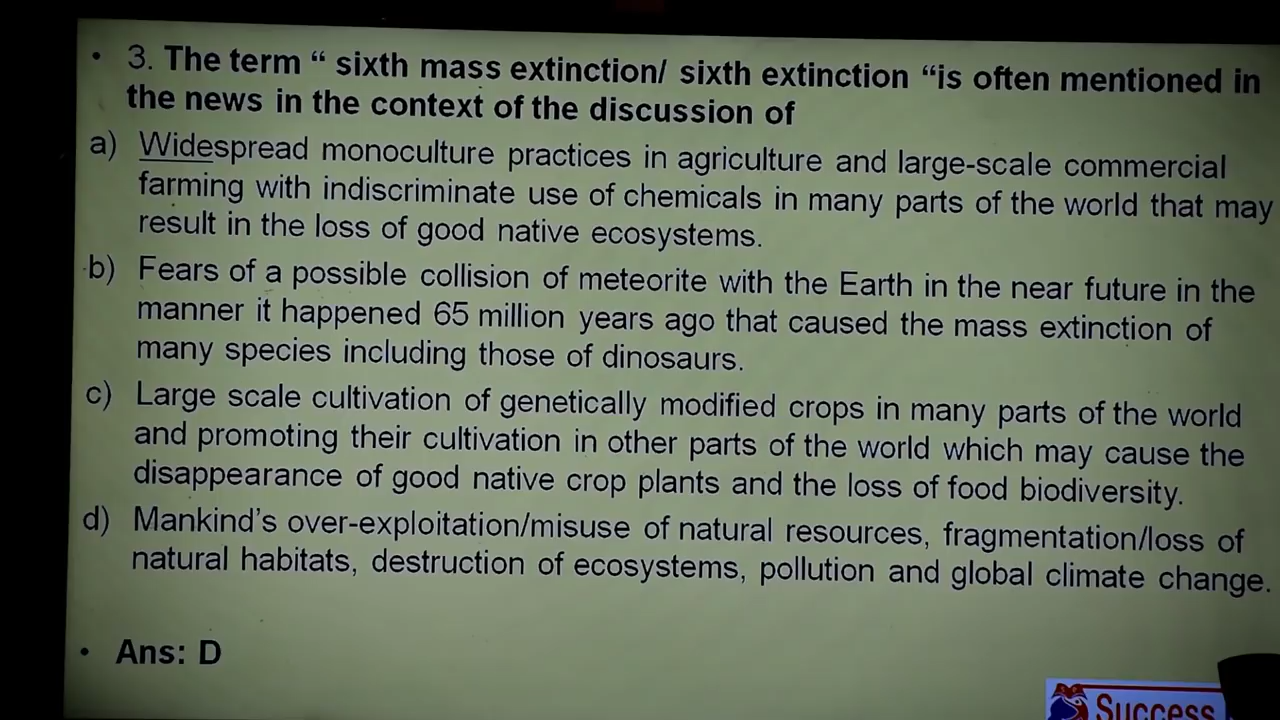 • 3. The term “ sixth mass extinction/ sixth extinction “is often mentioned in
the news in the context of the discussion of
a) Widespread monoculture practices in agriculture and large-scale commercial
farming with indiscriminate use of chemicals in many parts of the world that may
result in the loss of good native ecosystems.
b) Fears of a possible collision of meteorite with the Earth in the near future in the
manner it happened 65 million years ago that caused the mass extinction of
many species including those of dinosaurs.
c) Large scale cultivation of genetically modified crops in many parts of the world
and promoting their cultivation in other parts of the world which may cause the
disappearance of good native crop plants and the loss of food biodiversity.
d) Mankind’s over-exploitation/misuse of natural resources, fragmentation/loss of
natural habitats, destruction of ecosystems, pollution and global climate change.
• Ans: D
Success